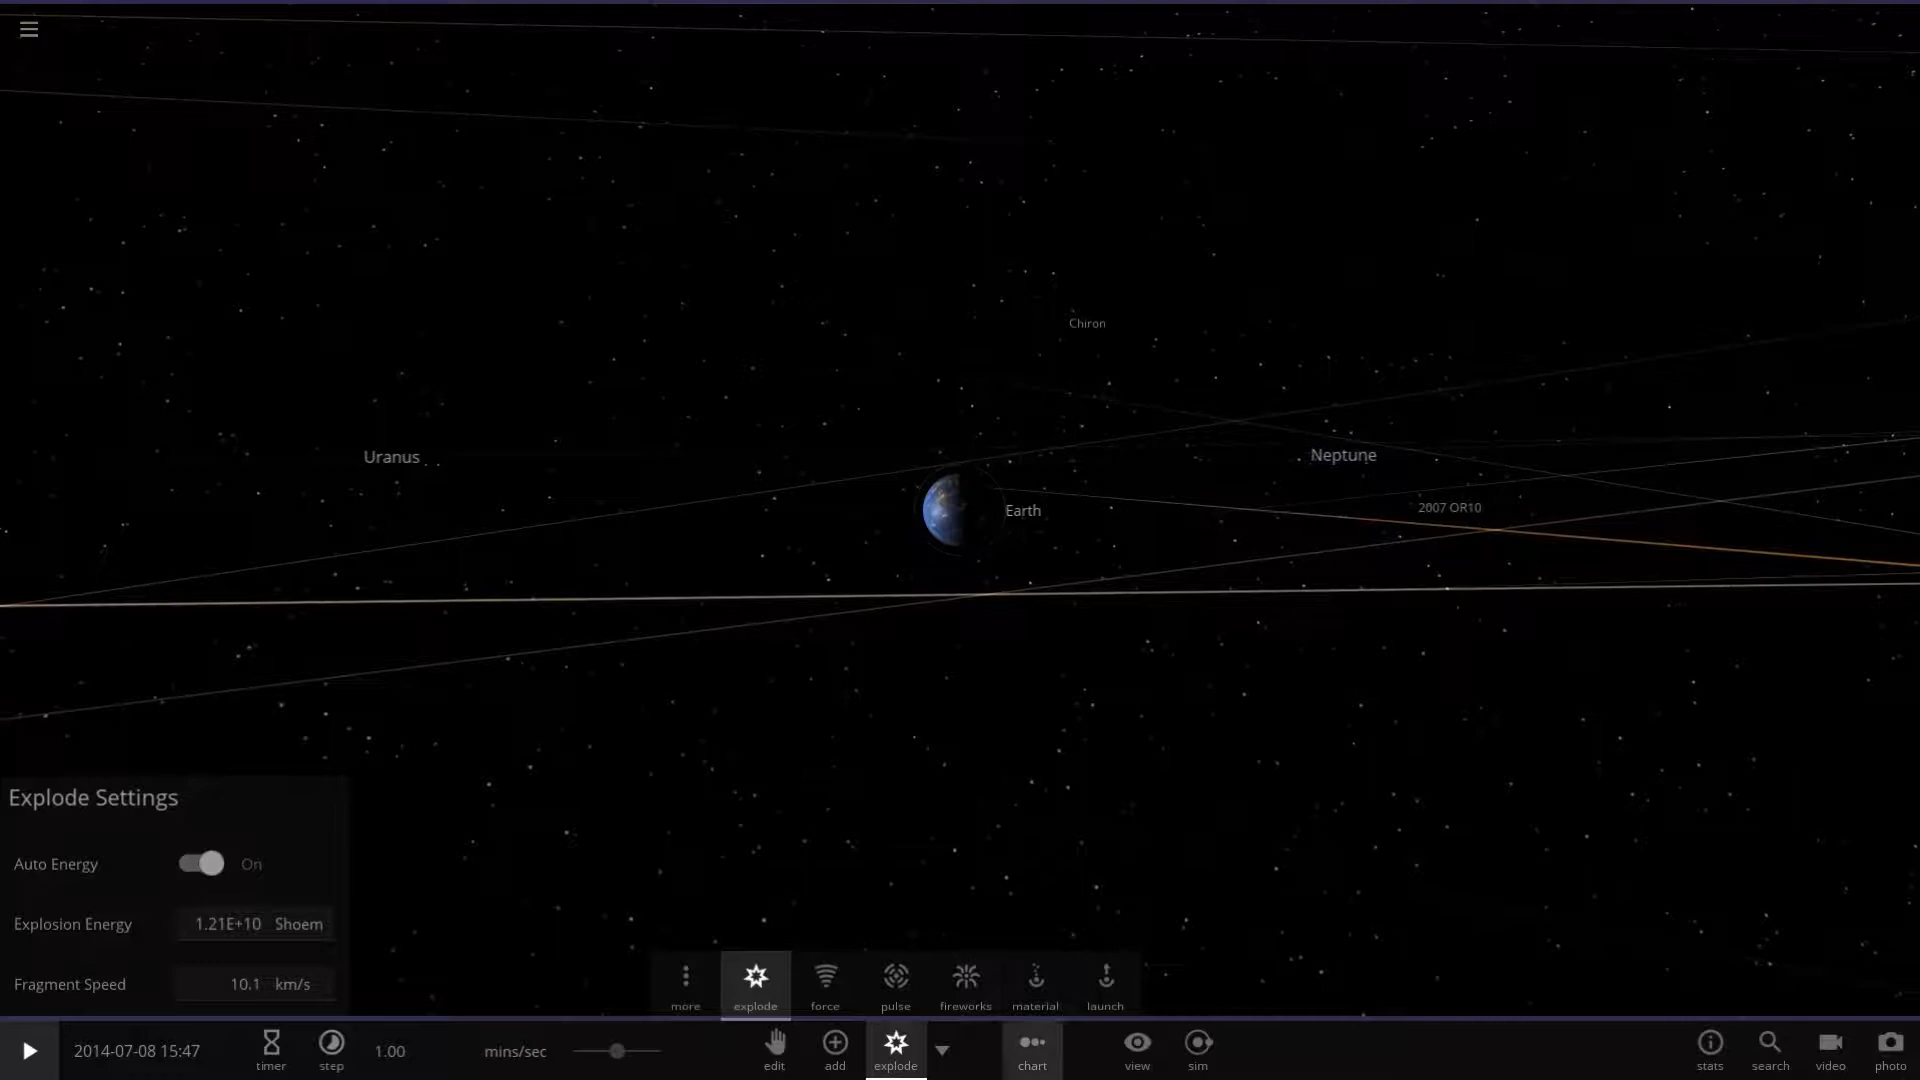 Chiron
Uranus
Neptune
2007 OR10
Earth
Explode Settings
Auto Energy On
Explosion Energy 1.21E+10 Shoem
Fragment Speed 10.1 km/s
more explode force pulse fireworks material launch
2014-07-08 15:47 timer step 1.00 mins/sec edit add explode chart view sim stats search video photo